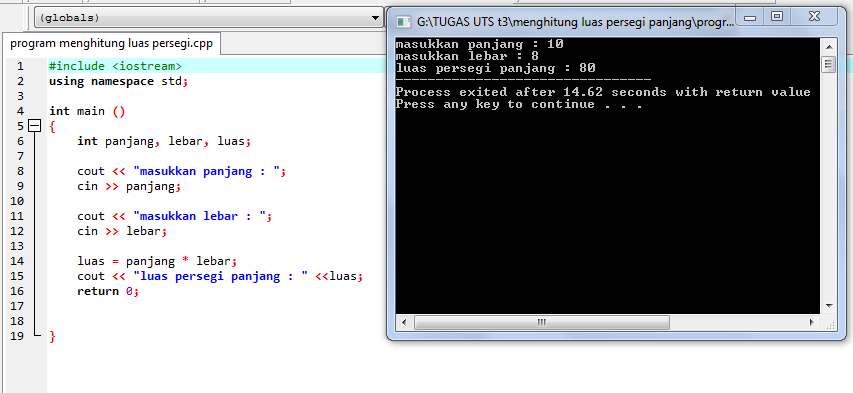 (globals)
program menghitung luas persegi.cpp
1 #include <iostream>
2 using namespace std;
3
4 int main ()
5 {
6 int panjang, lebar, luas;
7
8 cout << "masukkan panjang : ";
9 cin >> panjang;
10
11 cout << "masukkan lebar : ";
12 cin >> lebar;
13
14 luas = panjang * lebar;
15 cout << "luas persegi panjang : " <<luas;
16 return 0;
17
18
19 }
G:\TUGAS UTS t3\menghitung luas persegi panjang\progr...
masukkan panjang : 10
masukkan lebar : 8
luas persegi panjang : 80
--------------------------------
Process exited after 14.62 seconds with return value
Press any key to continue . . .